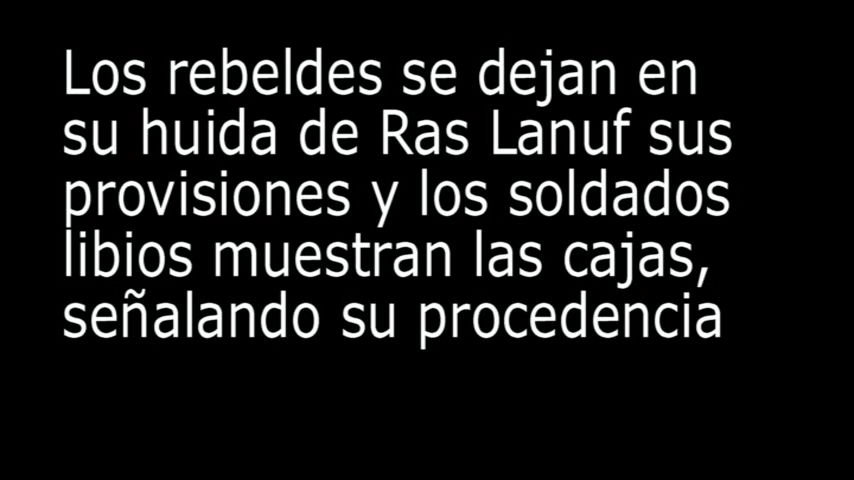 Los rebeldes se dejan en
su huida de Ras Lanuf sus
provisiones y los soldados
libios muestran las cajas,
señalando su procedencia